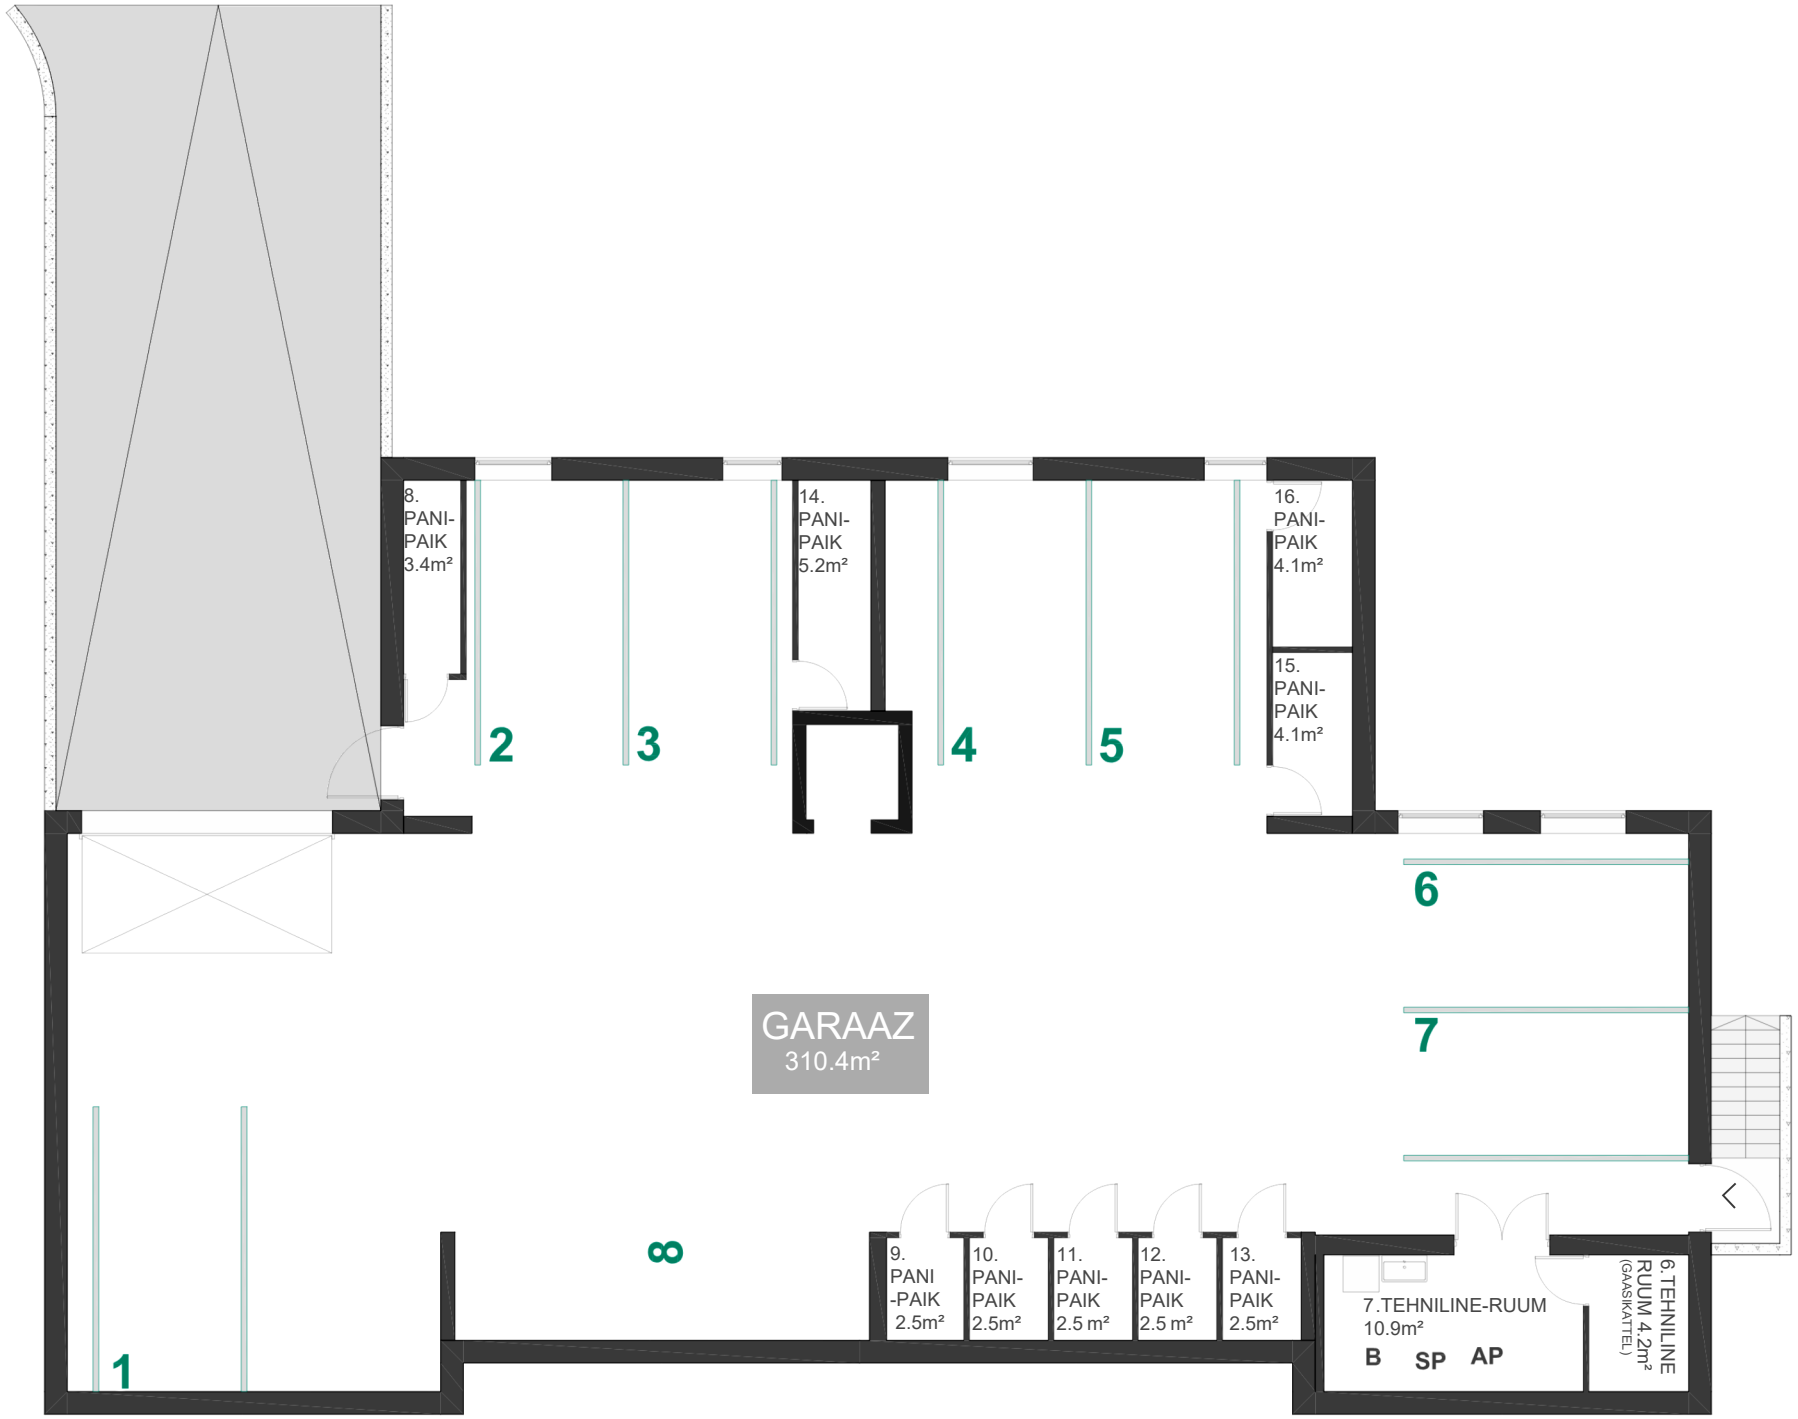 8.
PANI-
PAIK
3.4m²
14.
PANI-
PAIK
5.2m²
16.
PANI-
PAIK
4.1m²
15.
PANI-
PAIK
4.1m²
2
3
4
5
6
7
GARAAZ
310.4m²
8
1
9.
PANI
-PAIK
2.5m²
10.
PANI-
PAIK
2.5m²
11.
PANI-
PAIK
2.5 m²
12.
PANI-
PAIK
2.5 m²
13.
PANI-
PAIK
2.5m²
7.TEHNILINE-RUUM
10.9m²
B SP AP
6.TEHNILINE
RUUM 4.2m²
(GAASIKATTEL)